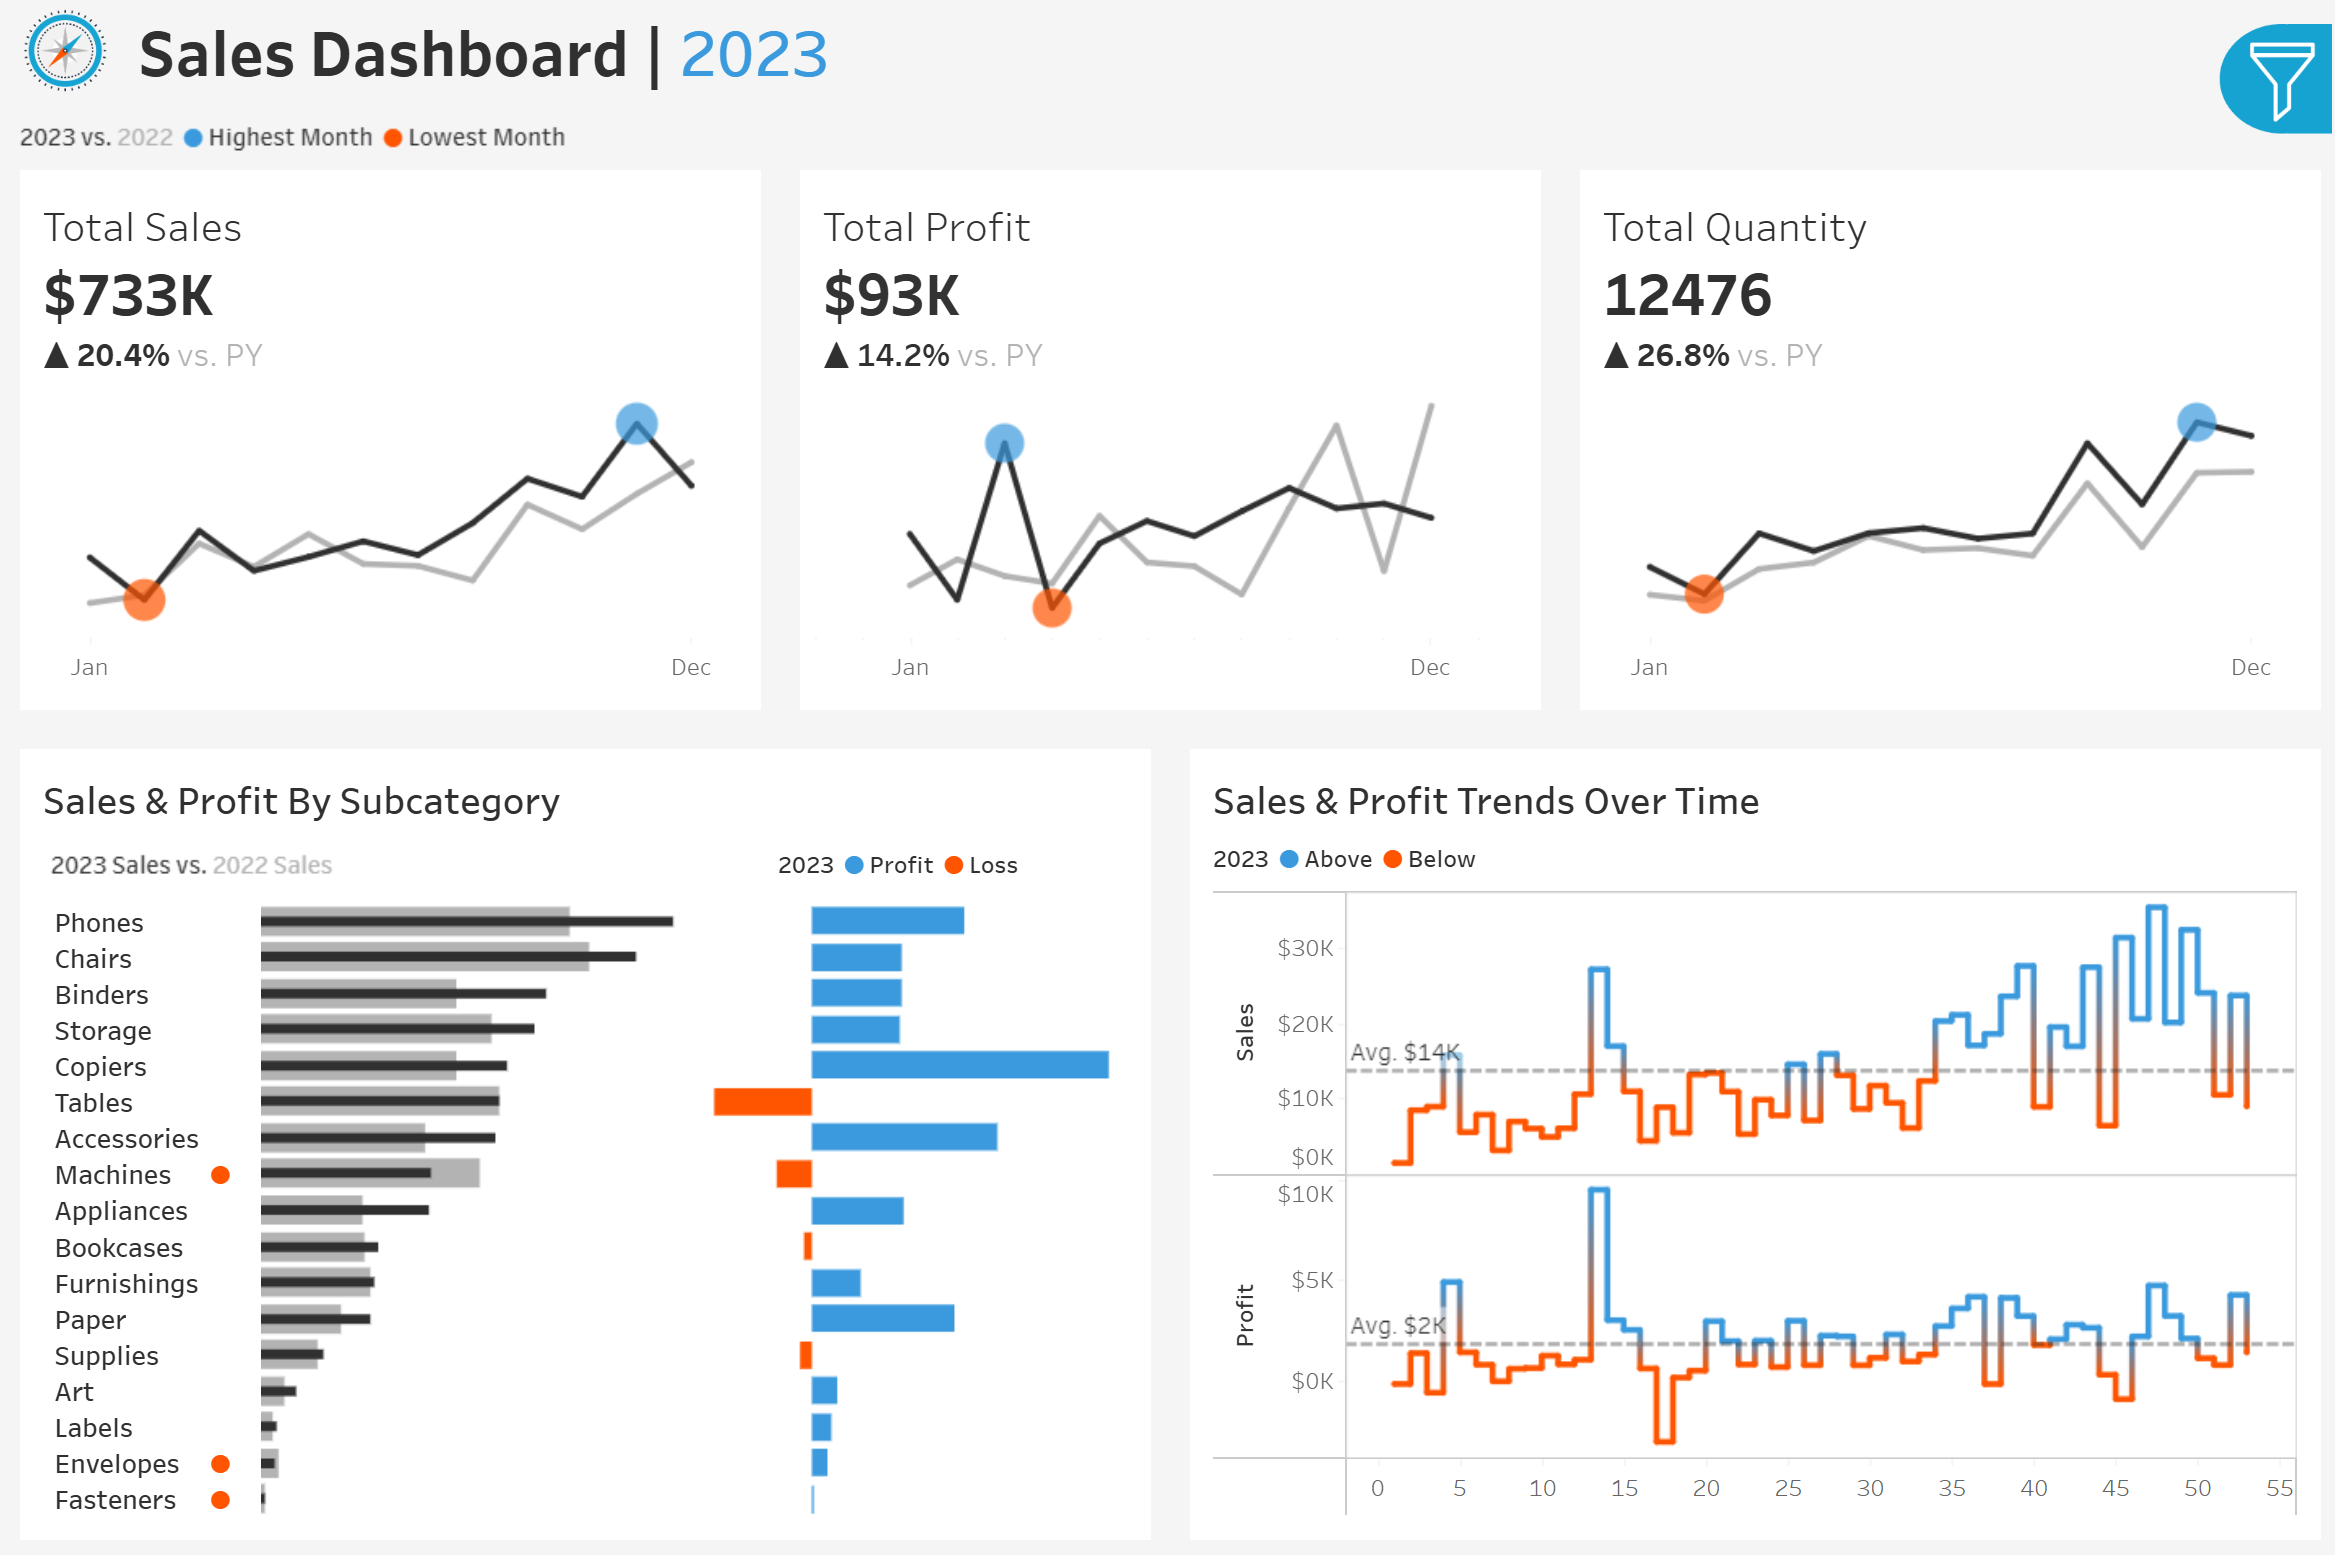 Sales Dashboard | 2023
2023 vs. 2022 Highest Month Lowest Month
Total Sales
$733K
▲ 20.4% vs. PY
Jan Dec
Total Profit
$93K
▲ 14.2% vs. PY
Jan Dec
Total Quantity
12476
▲ 26.8% vs. PY
Jan Dec
Sales & Profit By Subcategory
2023 Sales vs. 2022 Sales
2023 Profit Loss
Phones
Chairs
Binders
Storage
Copiers
Tables
Accessories
Machines
Appliances
Bookcases
Furnishings
Paper
Supplies
Art
Labels
Envelopes
Fasteners
Sales & Profit Trends Over Time
2023 Above Below
Sales
$30K
$20K
Avg. $14K
$10K
$0K
Profit
$10K
$5K
Avg. $2K
$0K
0 5 10 15 20 25 30 35 40 45 50 55